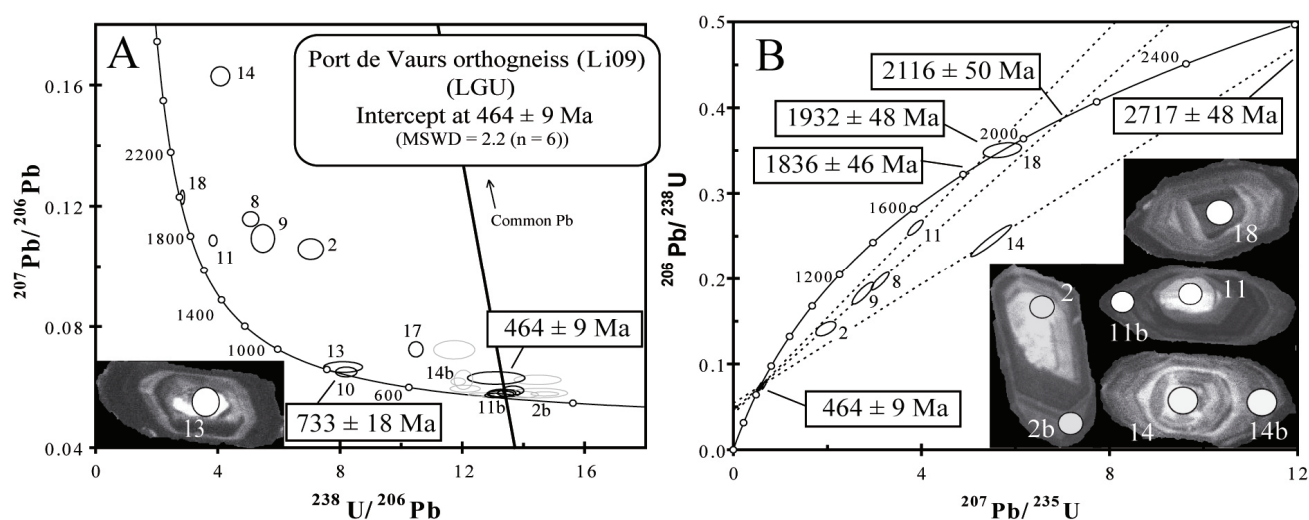 A
Port de Vaurs orthogneiss (Li09)
(LGU)
Intercept at 464 ± 9 Ma
(MSWD = 2.2 (n = 6))
0.16
0.12
0.08
0.04
²⁰⁷Pb/²⁰⁶Pb
14
2200
18
8
9
1800
11
2
Common Pb
1400
464 ± 9 Ma
17
1000
13
14b
10
600
11b
2b
733 ± 18 Ma
13
0
4
8
12
16
²³⁸U/²⁰⁶Pb
B
0.5
0.4
0.3
0.2
0.1
0.0
²⁰⁶Pb/²³⁸U
2400
2116 ± 50 Ma
2717 ± 48 Ma
1932 ± 48 Ma
2000
18
1836 ± 46 Ma
1600
11
14
1200
8
9
2
464 ± 9 Ma
18
2
11
11b
2b
14
14b
0
4
8
12
²⁰⁷Pb/²³⁵U